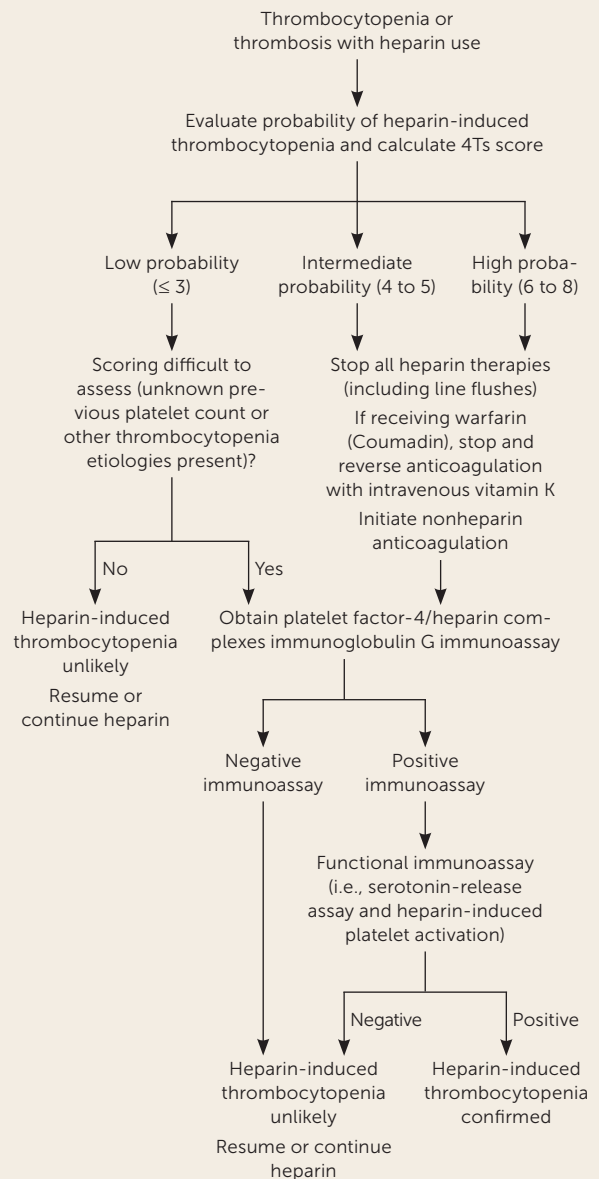 Thrombocytopenia or
thrombosis with heparin use
Evaluate probability of heparin-induced
thrombocytopenia and calculate 4Ts score
Low probability
(≤ 3)
Intermediate
probability (4 to 5)
High proba-
bility (6 to 8)
Scoring difficult to
assess (unknown pre-
vious platelet count or
other thrombocytopenia
etiologies present)?
Stop all heparin therapies
(including line flushes)
If receiving warfarin
(Coumadin), stop and
reverse anticoagulation
with intravenous vitamin K
Initiate nonheparin
anticoagulation
No
Yes
Heparin-induced
thrombocytopenia
unlikely
Resume or
continue heparin
Obtain platelet factor-4/heparin com-
plexes immunoglobulin G immunoassay
Negative
immunoassay
Positive
immunoassay
Functional immunoassay
(i.e., serotonin-release
assay and heparin-induced
platelet activation)
Negative
Positive
Heparin-induced
thrombocytopenia
unlikely
Resume or continue
heparin
Heparin-induced
thrombocytopenia
confirmed